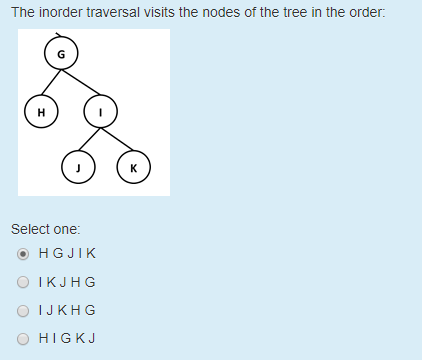 The inorder traversal visits the nodes of the tree in the order:
G
H I
J K
Select one:
H G J I K
I K J H G
I J K H G
H I G K J